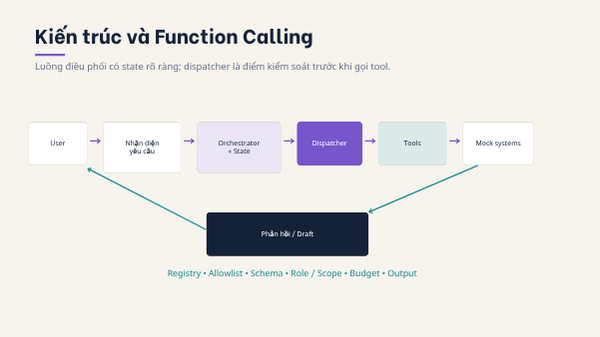 Kiến trúc và Function Calling
Luồng điều phối có state rõ ràng; dispatcher là điểm kiểm soát trước khi gọi tool.
User
Nhận diện
yêu cầu
Orchestrator
+ State
Dispatcher
Tools
Mock systems
Phản hồi / Draft
Registry • Allowlist • Schema • Role / Scope • Budget • Output